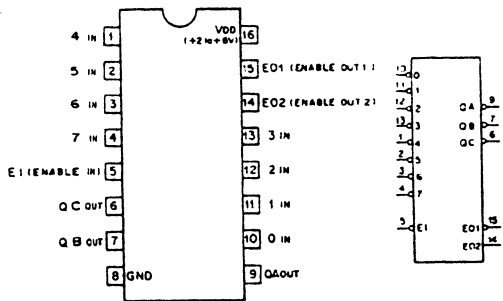 4 IN 1
5 IN 2
6 IN 3
7 IN 4
EI (ENABLE IN) 5
QC OUT 6
QB OUT 7
8 GND
VDD 16
(+2 to +6V)
15 EO1 (ENABLE OUT 1)
14 EO2 (ENABLE OUT 2)
13 3 IN
12 2 IN
11 1 IN
10 0 IN
9 QA OUT
10 0
11 1
12 2
13 3
1 4
2 5
3 6
4 7
5 EI
QA 9
QB 7
QC 6
EO1 15
EO2 14